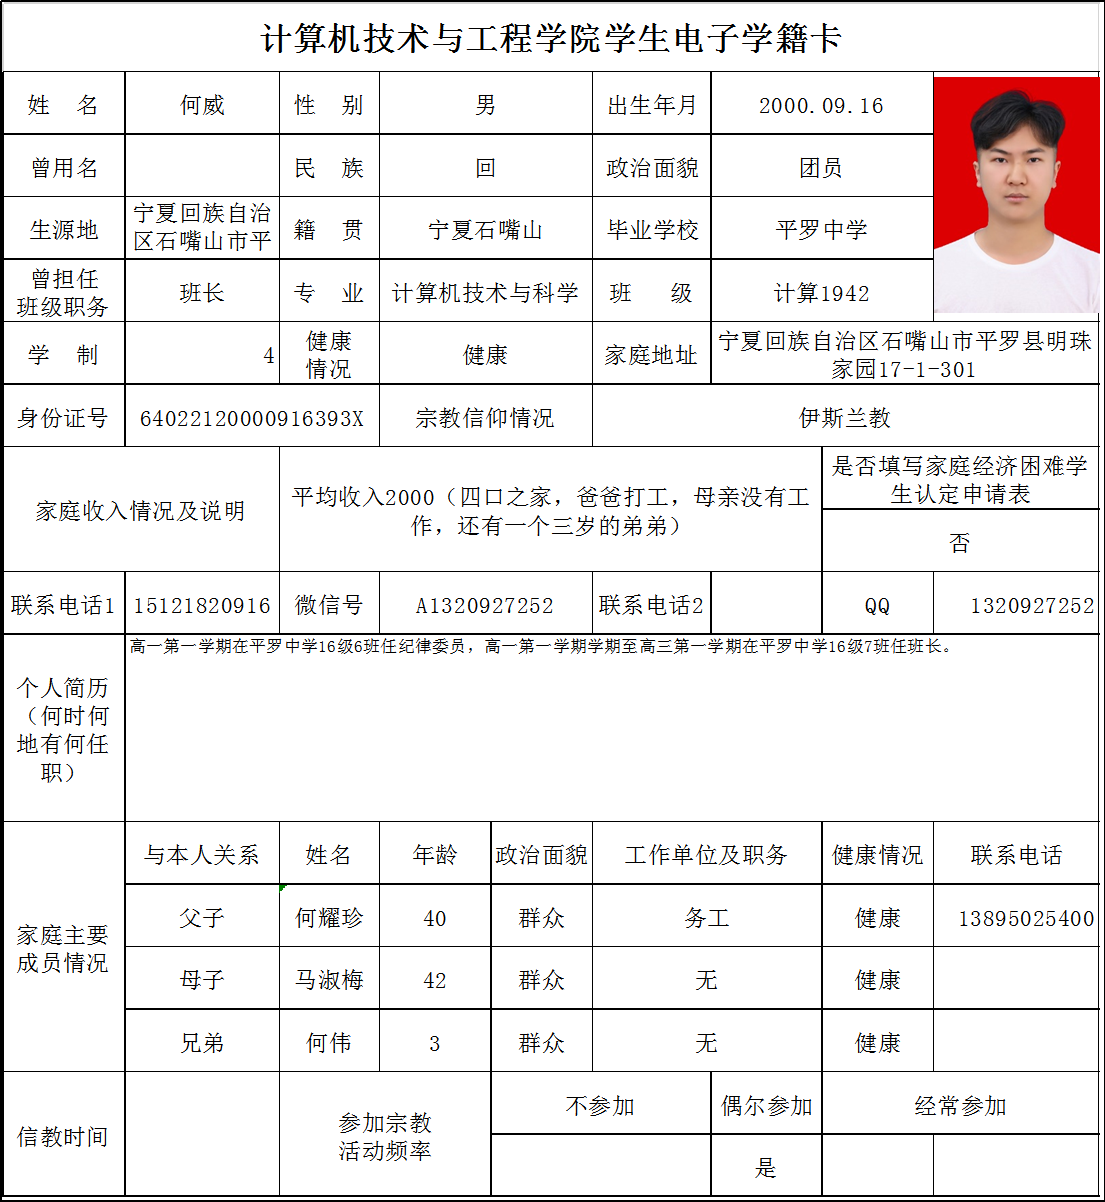 计算机技术与工程学院学生电子学籍卡
姓 名 何威 性 别 男 出生年月 2000.09.16
曾用名 民 族 回 政治面貌 团员
生源地 宁夏回族自治
区石嘴山市平 籍 贯 宁夏石嘴山 毕业学校 平罗中学
曾担任
班级职务 班长 专 业 计算机技术与科学 班 级 计算1942
学 制 4 健康
情况 健康 家庭地址 宁夏回族自治区石嘴山市平罗县明珠
家园17-1-301
身份证号 64022120000916393X 宗教信仰情况 伊斯兰教
家庭收入情况及说明 平均收入2000（四口之家，爸爸打工，母亲没有工
作，还有一个三岁的弟弟）
是否填写家庭经济困难学
生认定申请表
否
联系电话1 15121820916 微信号 A1320927252 联系电话2 QQ 1320927252
个人简历
（何时何
地有何任
职）
高一第一学期在平罗中学16级6班任纪律委员，高一第一学期学期至高三第一学期在平罗中学16级7班任班长。
家庭主要
成员情况
与本人关系 姓名 年龄 政治面貌 工作单位及职务 健康情况 联系电话
父子 何耀珍 40 群众 务工 健康 13895025400
母子 马淑梅 42 群众 无 健康
兄弟 何伟 3 群众 无 健康
信教时间 参加宗教
活动频率
不参加 偶尔参加 经常参加
是